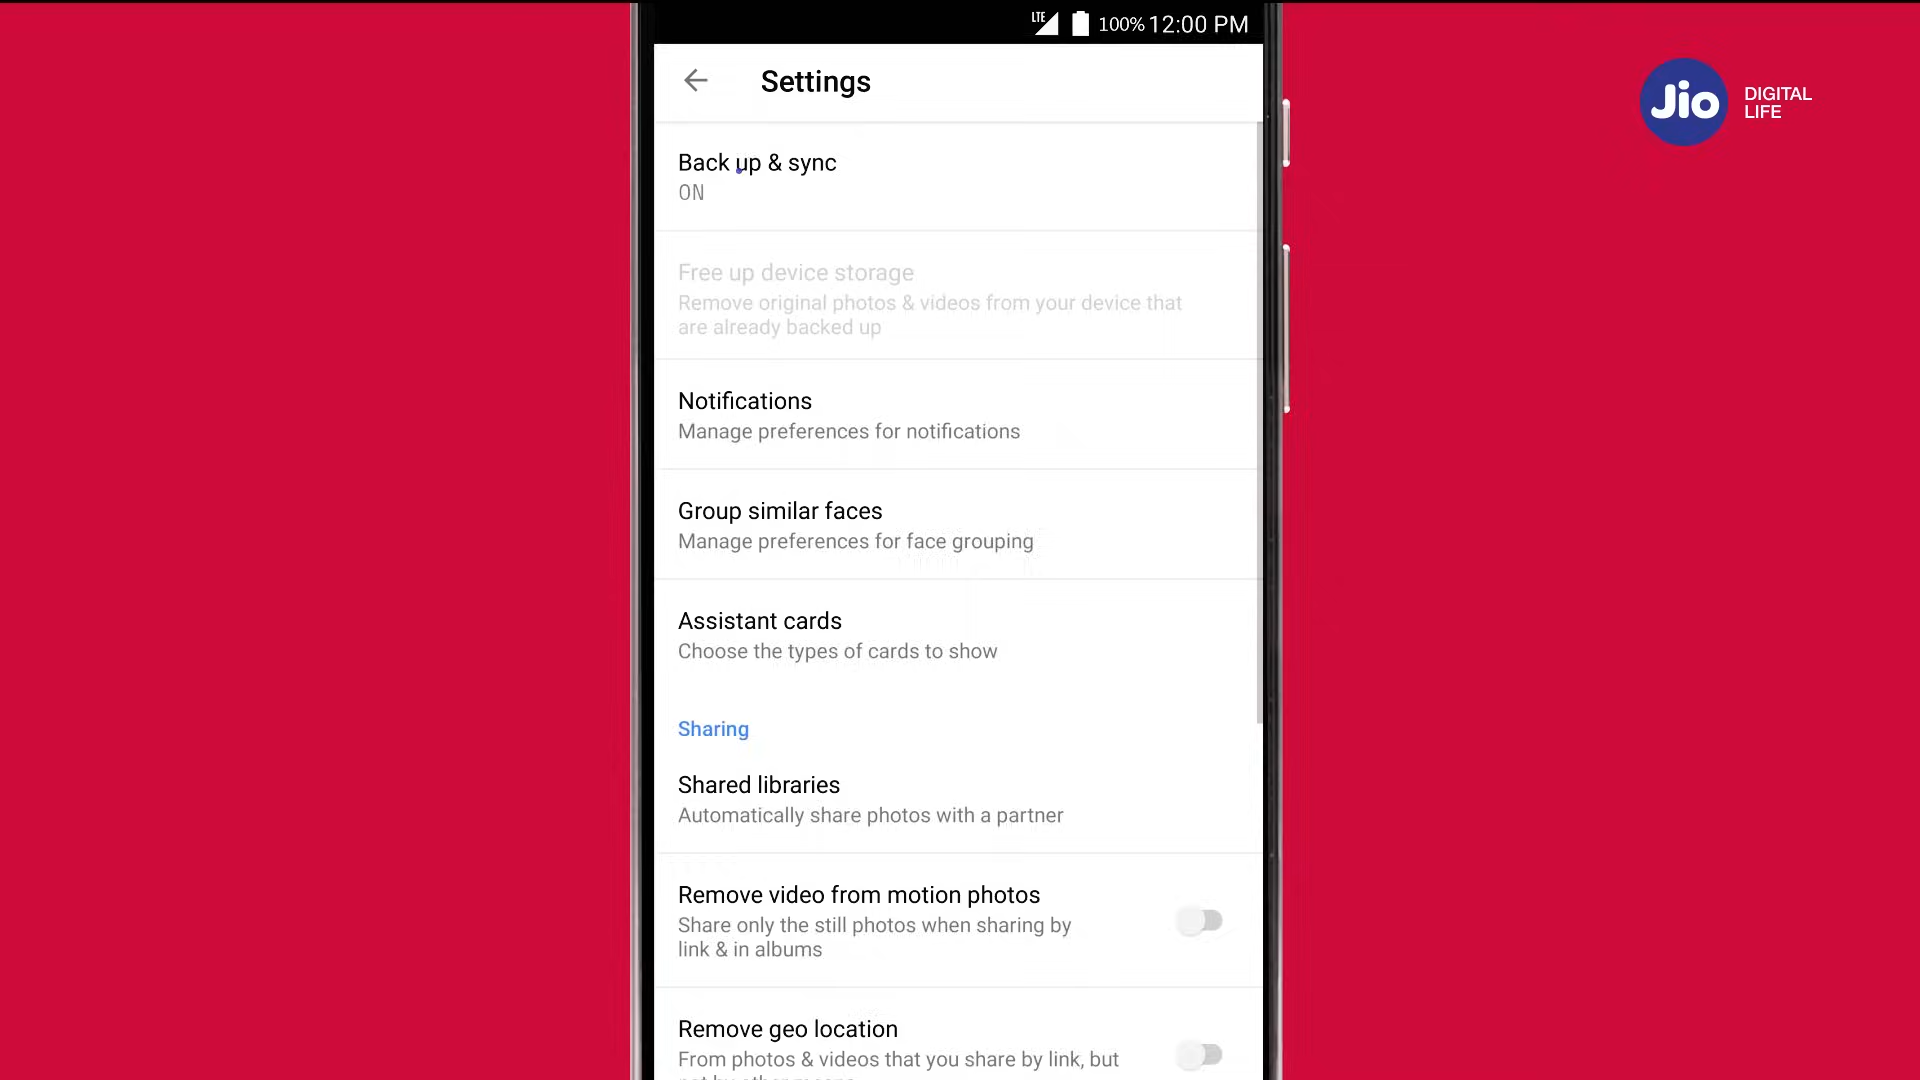 LTE 100% 12:00 PM
Settings
Jio DIGITAL
LIFE
Back up & sync
ON
Free up device storage
Remove original photos & videos from your device that
are already backed up
Notifications
Manage preferences for notifications
Group similar faces
Manage preferences for face grouping
Assistant cards
Choose the types of cards to show
Sharing
Shared libraries
Automatically share photos with a partner
Remove video from motion photos
Share only the still photos when sharing by
link & in albums
Remove geo location
From photos & videos that you share by link, but